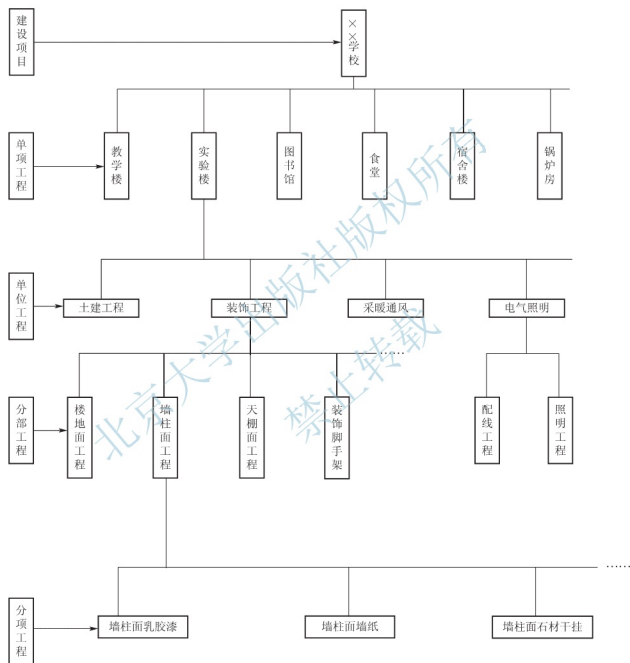 建设项目
××学校
单项工程
教学楼
实验楼
图书馆
食堂
宿舍楼
锅炉房
单位工程
土建工程
装饰工程
采暖通风
电气照明
……
分部工程
楼地面工程
墙柱面工程
天棚面工程
装饰脚手架
配线工程
照明工程
……
分项工程
墙柱面乳胶漆
墙柱面墙纸
墙柱面石材干挂
北京大学出版社版权所有
禁止转载